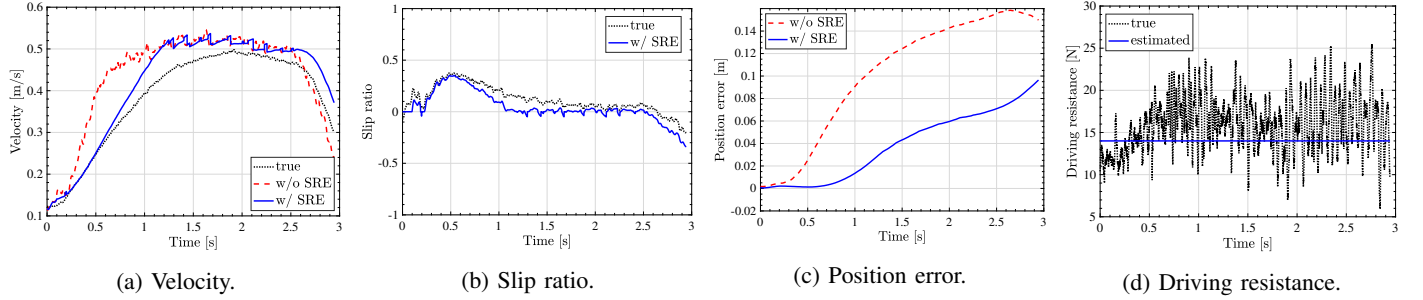 0.6
0.5
0.4
0.3
0.2
0.1
Velocity [m/s]
true
w/o SRE
w/ SRE
0 0.5 1 1.5 2 2.5 3
Time [s]
(a) Velocity.
1
0.5
0
-0.5
-1
Slip ratio
true
w/ SRE
0 0.5 1 1.5 2 2.5 3
Time [s]
(b) Slip ratio.
0.14
0.12
0.1
0.08
0.06
0.04
0.02
0
-0.02
Position error [m]
w/o SRE
w/ SRE
0 0.5 1 1.5 2 2.5 3
Time [s]
(c) Position error.
30
25
20
15
10
5
Driving resistance [N]
true
estimated
0 0.5 1 1.5 2 2.5 3
Time [s]
(d) Driving resistance.